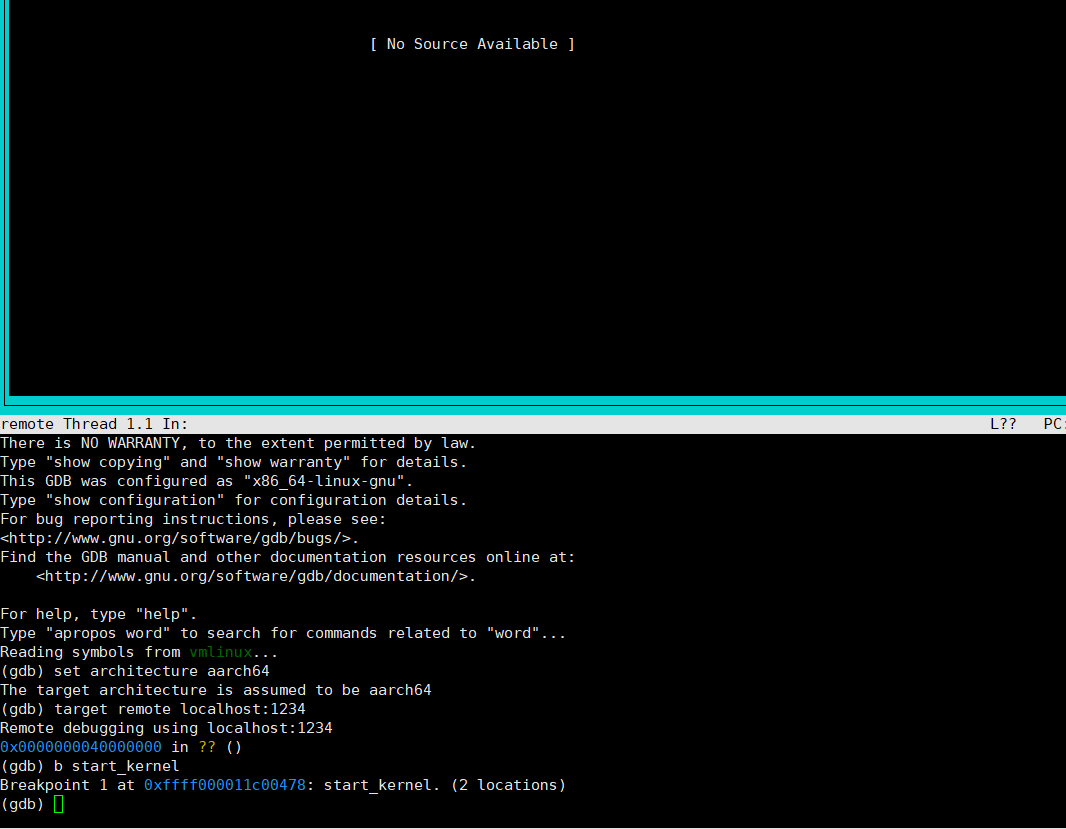 [ No Source Available ]
remote Thread 1.1 In: L?? PC:
There is NO WARRANTY, to the extent permitted by law.
Type "show copying" and "show warranty" for details.
This GDB was configured as "x86_64-linux-gnu".
Type "show configuration" for configuration details.
For bug reporting instructions, please see:
<http://www.gnu.org/software/gdb/bugs/>.
Find the GDB manual and other documentation resources online at:
    <http://www.gnu.org/software/gdb/documentation/>.
For help, type "help".
Type "apropos word" to search for commands related to "word"...
Reading symbols from vmlinux...
(gdb) set architecture aarch64
The target architecture is assumed to be aarch64
(gdb) target remote localhost:1234
Remote debugging using localhost:1234
0x0000000040000000 in ?? ()
(gdb) b start_kernel
Breakpoint 1 at 0xffff000011c00478: start_kernel. (2 locations)
(gdb)